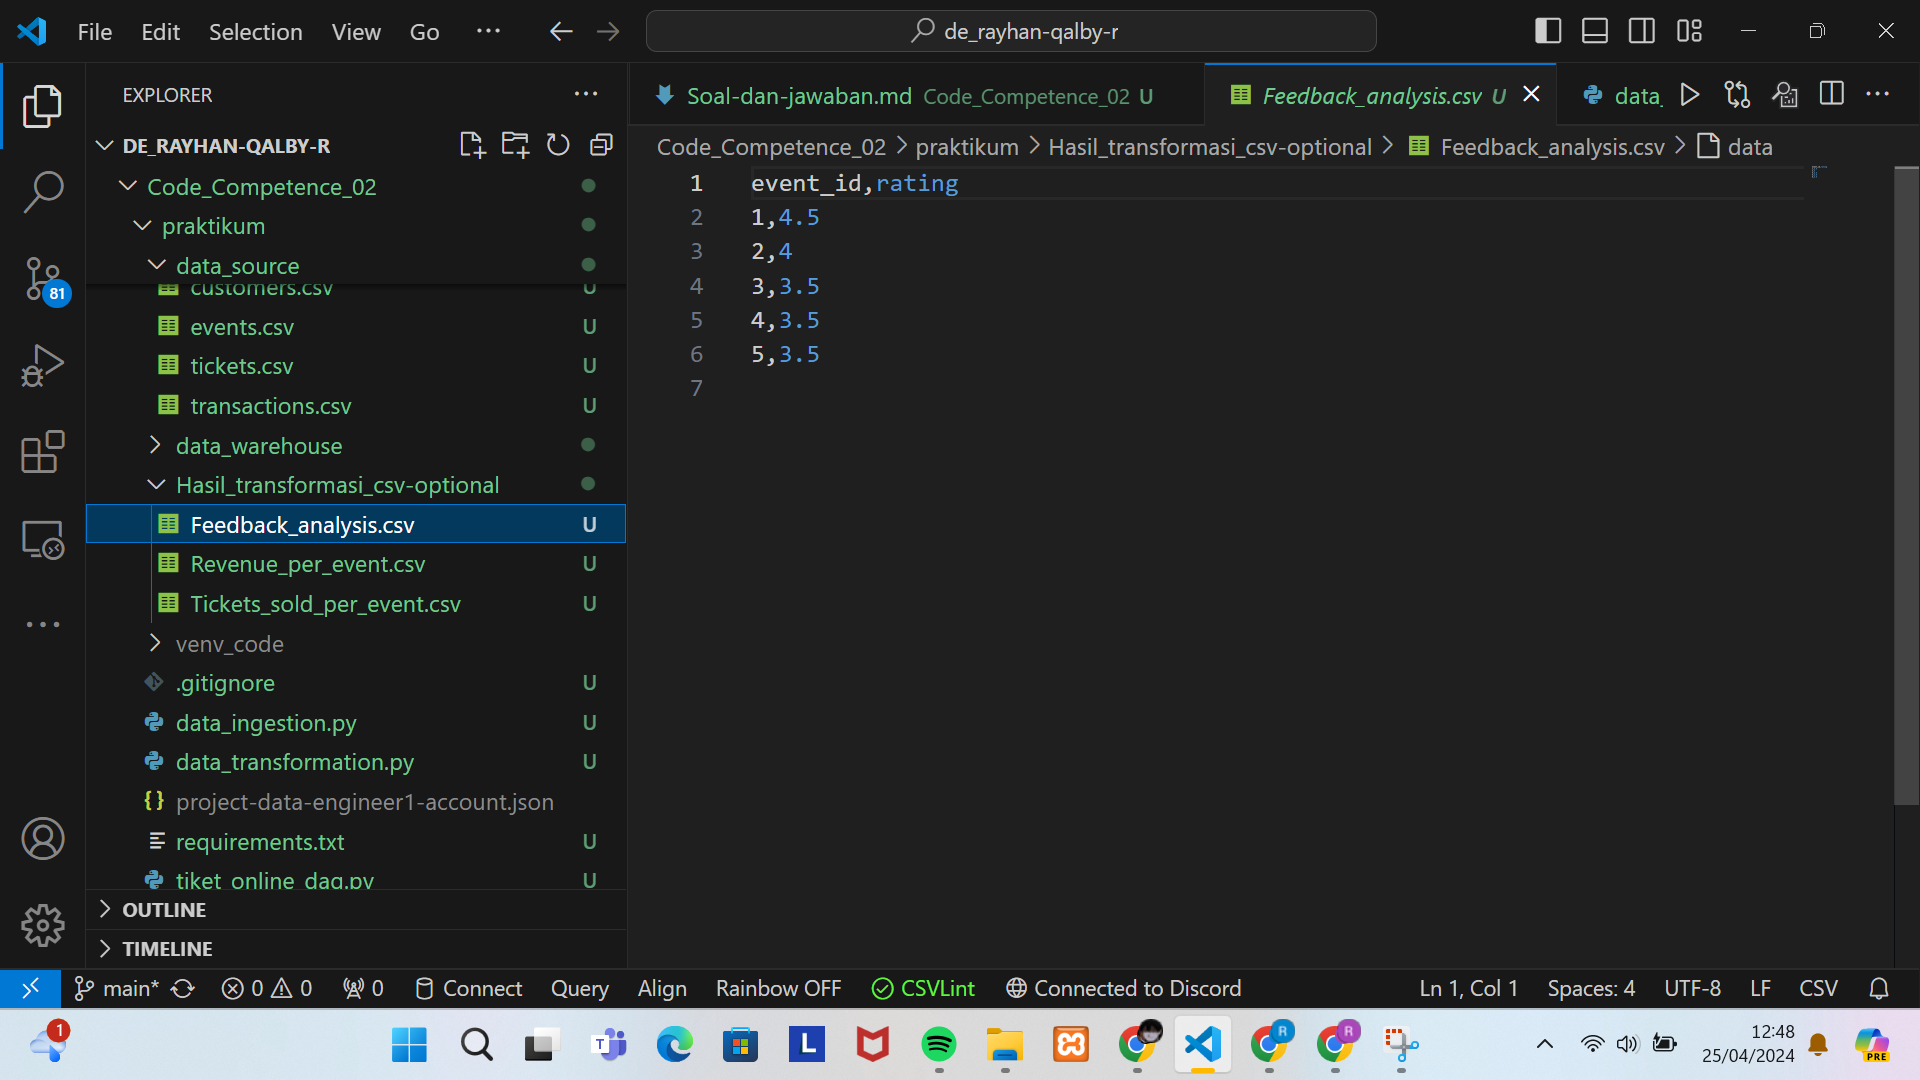 File Edit Selection View Go ···
de_rayhan-qalby-r
EXPLORER
DE_RAYHAN-QALBY-R
Code_Competence_02
praktikum
data_source
customers.csv U
events.csv U
tickets.csv U
transactions.csv U
data_warehouse
Hasil_transformasi_csv-optional
Feedback_analysis.csv U
Revenue_per_event.csv U
Tickets_sold_per_event.csv U
venv_code
.gitignore U
data_ingestion.py U
data_transformation.py U
project-data-engineer1-account.json
requirements.txt U
tiket_online_dag.py U
OUTLINE
TIMELINE
81
Soal-dan-jawaban.md Code_Competence_02 U
Feedback_analysis.csv U
data_
Code_Competence_02 > praktikum > Hasil_transformasi_csv-optional > Feedback_analysis.csv > data
1 event_id,rating
2 1,4.5
3 2,4
4 3,3.5
5 4,3.5
6 5,3.5
7
main* 0 0 0 Connect Query Align Rainbow OFF CSVLint Connected to Discord Ln 1, Col 1 Spaces: 4 UTF-8 LF CSV
1
T
L
R
R
12:48
25/04/2024
PRE